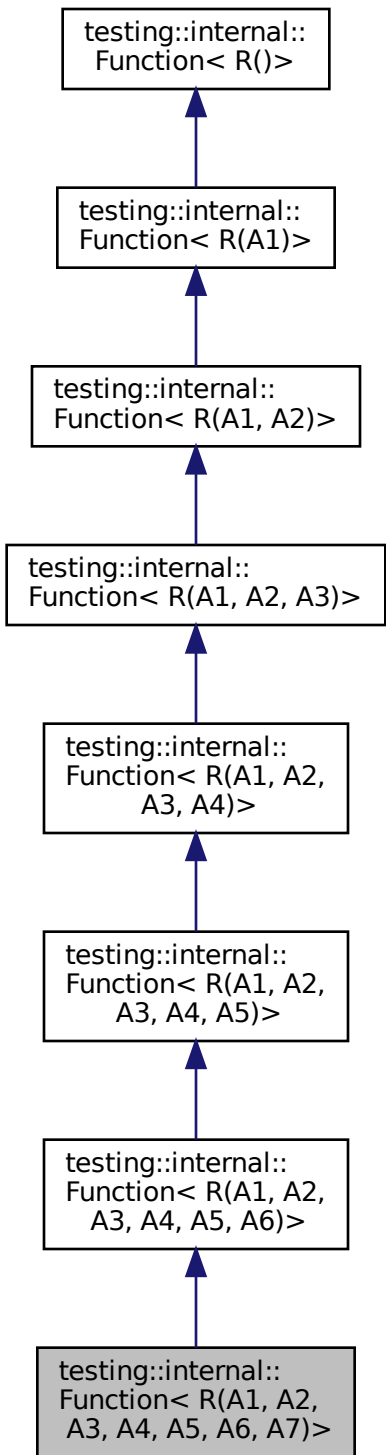 testing::internal::
Function< R()>
testing::internal::
Function< R(A1)>
testing::internal::
Function< R(A1, A2)>
testing::internal::
Function< R(A1, A2, A3)>
testing::internal::
Function< R(A1, A2,
A3, A4)>
testing::internal::
Function< R(A1, A2,
A3, A4, A5)>
testing::internal::
Function< R(A1, A2,
A3, A4, A5, A6)>
testing::internal::
Function< R(A1, A2,
A3, A4, A5, A6, A7)>